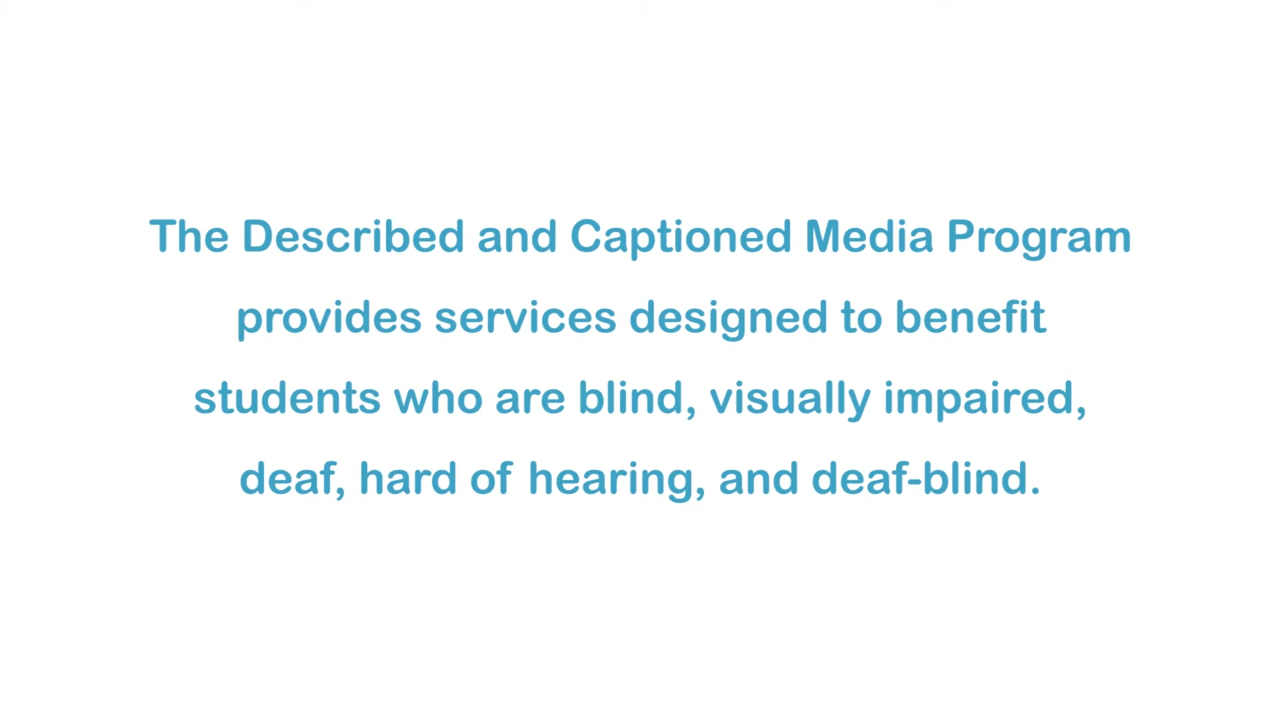 The Described and Captioned Media Program
provides services designed to benefit
students who are blind, visually impaired,
deaf, hard of hearing, and deaf-blind.